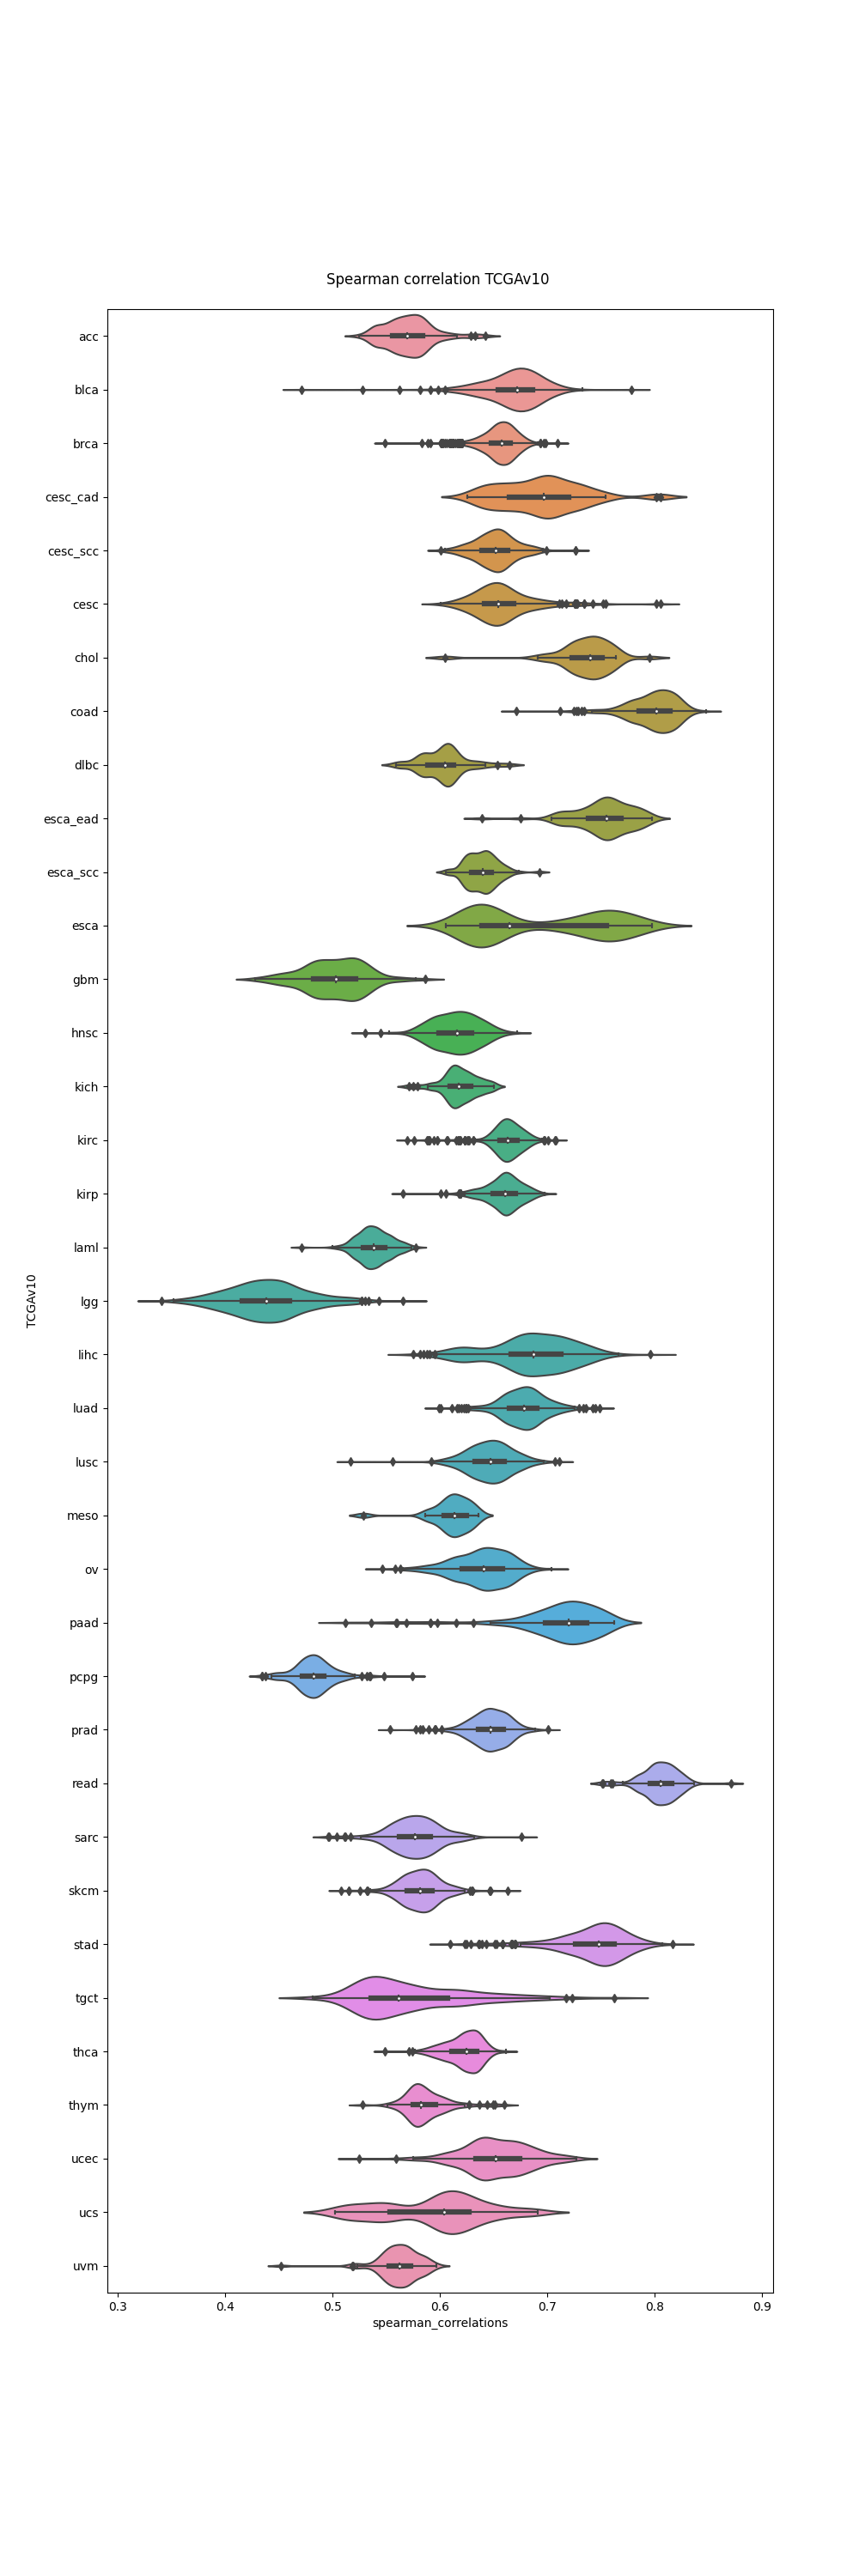 Spearman correlation TCGAv10
acc
blca
brca
cesc_cad
cesc_scc
cesc
chol
coad
dlbc
esca_ead
esca_scc
esca
gbm
hnsc
kich
kirc
kirp
laml
lgg
lihc
luad
lusc
meso
ov
paad
pcpg
prad
read
sarc
skcm
stad
tgct
thca
thym
ucec
ucs
uvm
TCGAv10
0.3 0.4 0.5 0.6 0.7 0.8 0.9
spearman_correlations